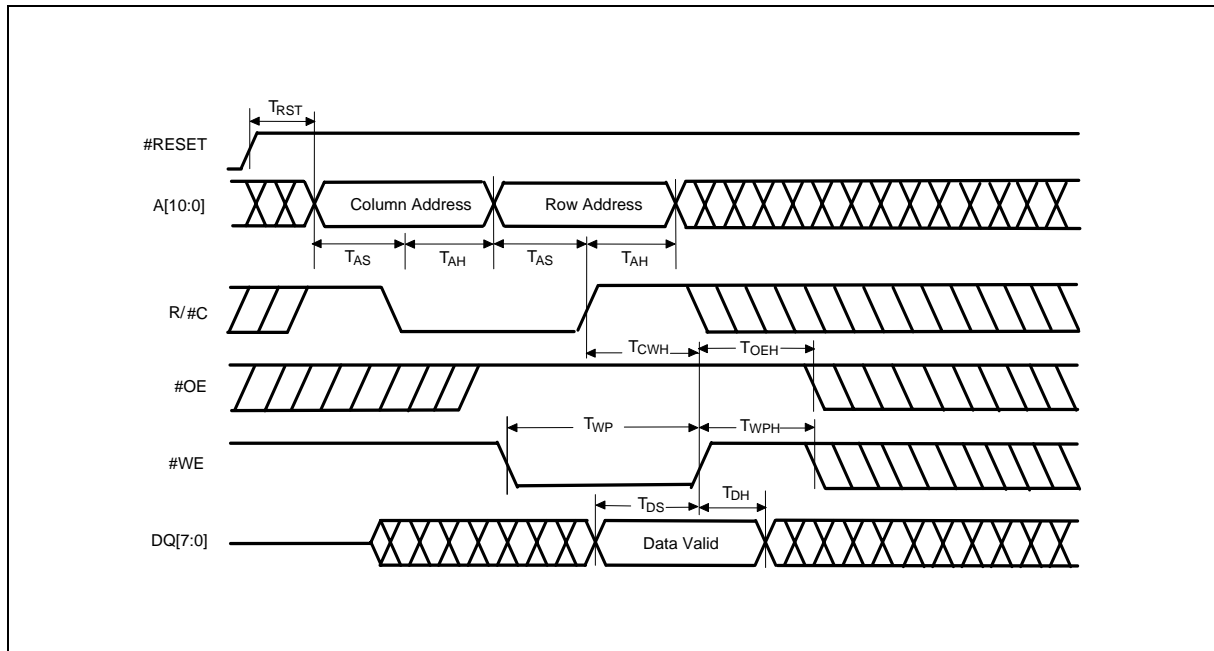 TRST
#RESET
A[10:0]
Column Address
Row Address
TAS
TAH
TAS
TAH
R/#C
TCWH
TOEH
#OE
TWP
TWPH
#WE
TDS
TDH
DQ[7:0]
Data Valid